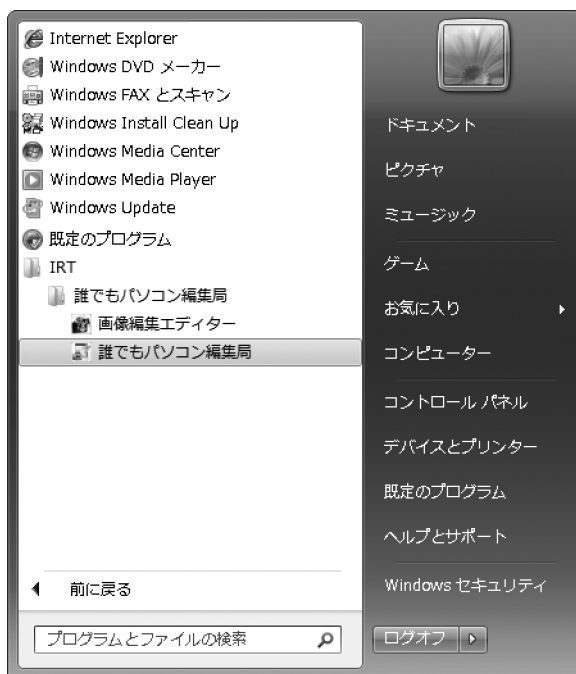 Internet Explorer
Windows DVD メーカー
Windows FAX とスキャン
Windows Install Clean Up
Windows Media Center
Windows Media Player
Windows Update
既定のプログラム
IRT
誰でもパソコン編集局
画像編集エディター
誰でもパソコン編集局
前に戻る
プログラムとファイルの検索
ドキュメント
ピクチャ
ミュージック
ゲーム
お気に入り
コンピューター
コントロール パネル
デバイスとプリンター
既定のプログラム
ヘルプとサポート
Windows セキュリティ
ログオフ